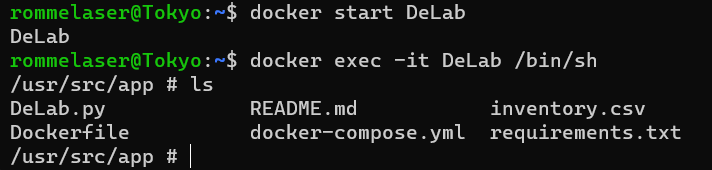 rommelaser@Tokyo:~$ docker start DeLab
DeLab
rommelaser@Tokyo:~$ docker exec -it DeLab /bin/sh
/usr/src/app # ls
DeLab.py            README.md           inventory.csv
Dockerfile          docker-compose.yml  requirements.txt
/usr/src/app #